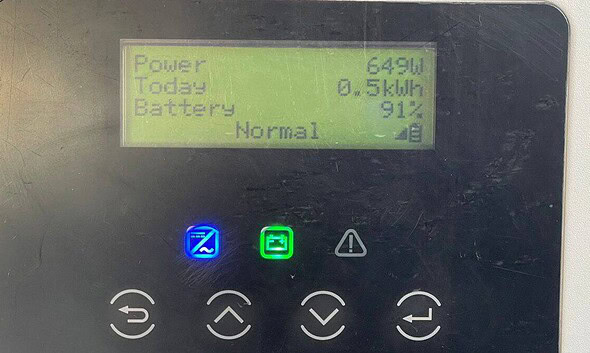 Power 649W
Today 0.5kWh
Battery 91%
Normal